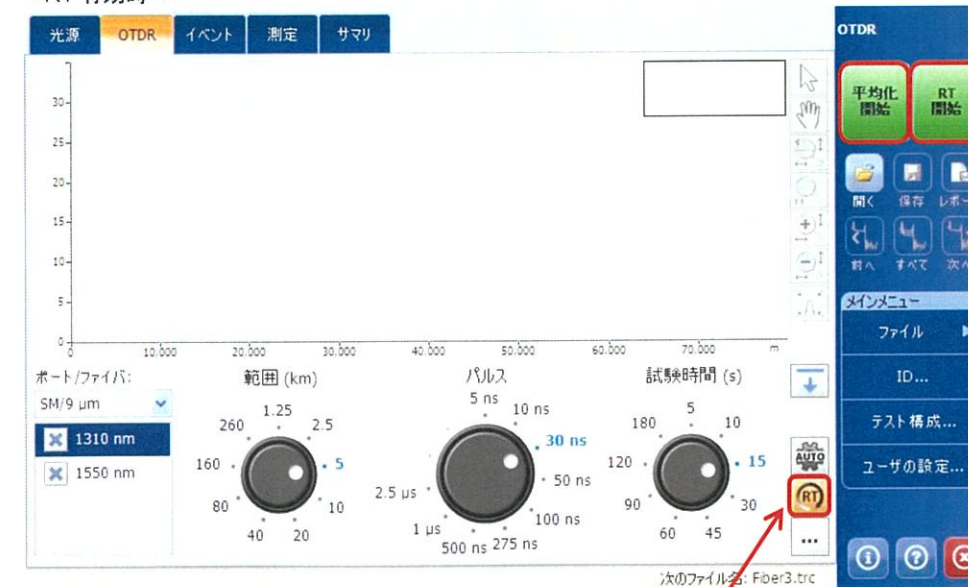 光源 OTDR イベント 測定 サマリ
OTDR
平均化
開始
RT
開始
開く 保存
前へ すべて
メインメニュー
ファイル
ID...
テスト構成...
ユーザの設定...
30
25
20
15
10
5
0
0 10.000 20.000 30.000 40.000 50.000 60.000 70.000 m
ポート/ファイバ:
SM/9 µm
1310 nm
1550 nm
範囲 (km)
1.25
2.5
5
10
20
40
80
160
260
パルス
5 ns
10 ns
30 ns
50 ns
100 ns
275 ns
500 ns
1 µs
2.5 µs
試験時間 (s)
5
10
15
30
45
60
90
120
180
AUTO
RT
...
次のファイル名: Fiber3.trc